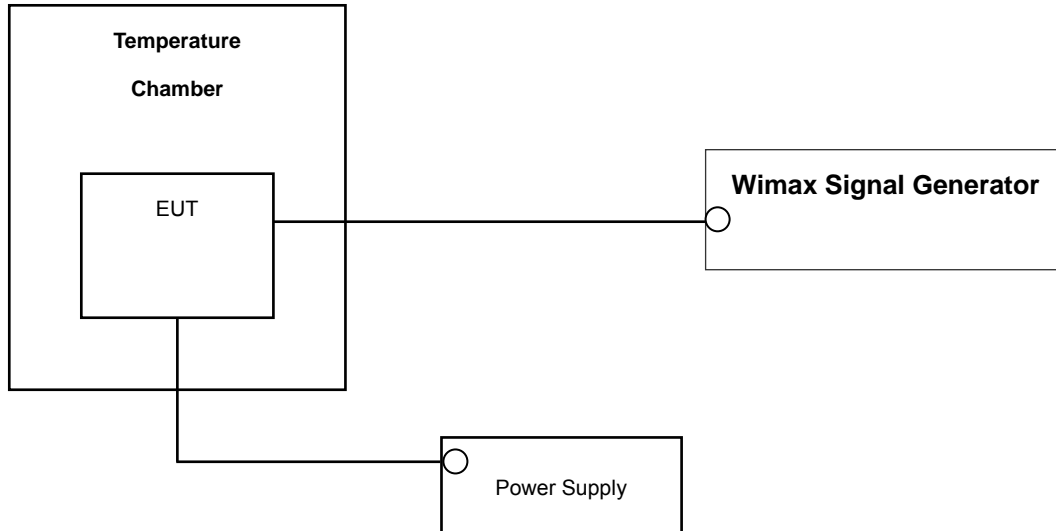 Temperature
Chamber
EUT
Wimax Signal Generator
Power Supply